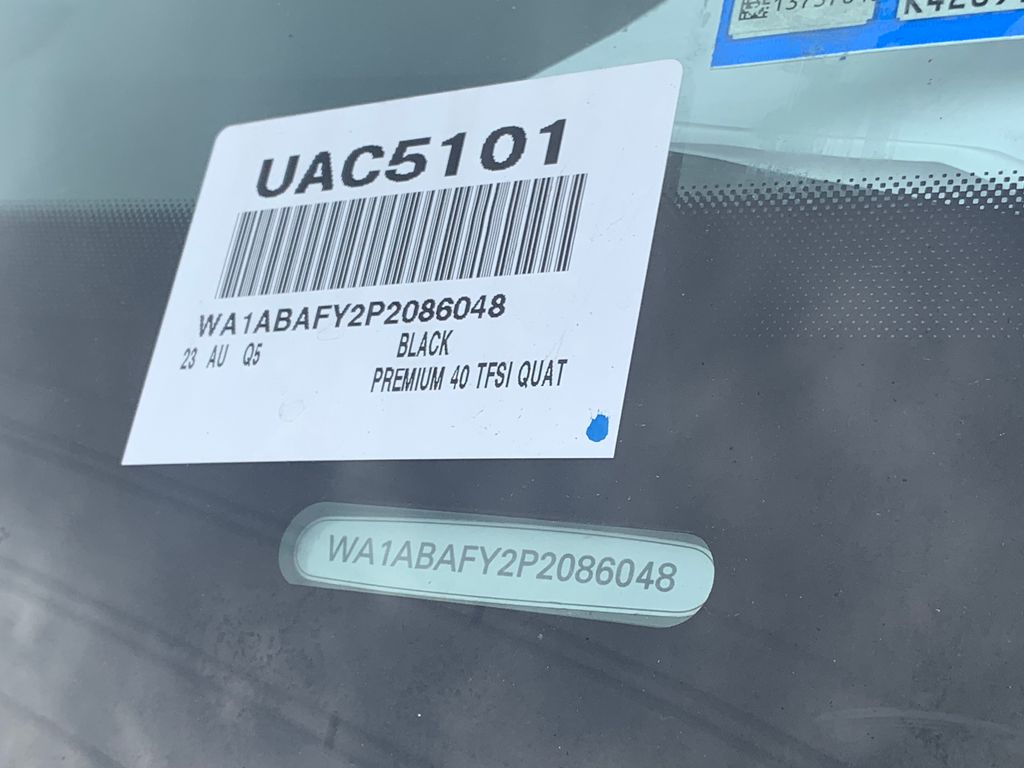 UAC5101
WA1ABAFY2P2086048
23 AU Q5
BLACK
PREMIUM 40 TFSI QUAT
WA1ABAFY2P2086048